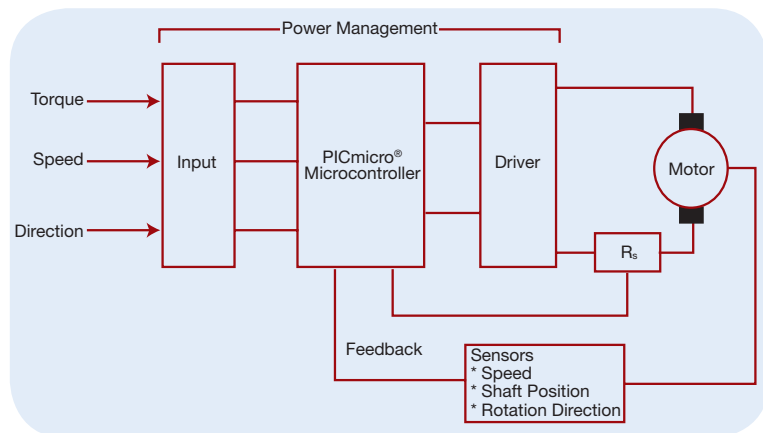 Power Management
Torque
Speed
Direction
Input
PICmicro®
Microcontroller
Driver
Motor
Rs
Feedback
Sensors
* Speed
* Shaft Position
* Rotation Direction